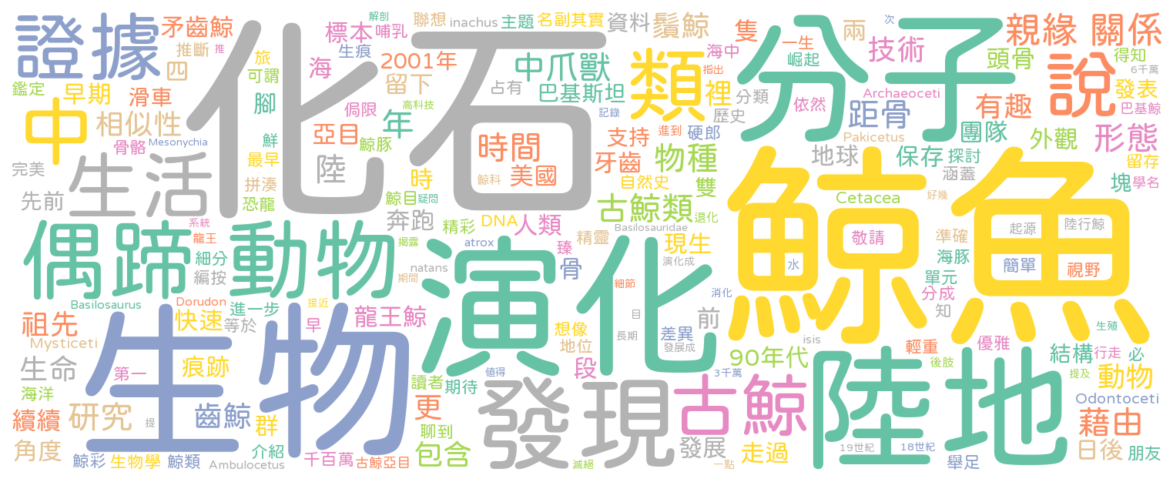 證據
矛齒鯨
推斷
四
鑑定
早期
滑車
可謂
旅
腳
中
相似性
骨骼
Mesonychia
鮮
最早
完美
生活
先前
拼湊
恐龍
陸
化石
解剖
標本
哺乳
聯想
inachus
主題
名副其實
資料
鬚鯨
生痕
海
2001年
留下
中爪獸
侷限
高科技
占有
巴基斯坦
亞目
年
鯨豚
時間
時
鯨目
疑問
鯨科
美國
類
記錄
支持
硬部
牙齒
物種
自然史
雙
隻
海中
指出
裡
分類
歷史
分子
一生
崛起
依然
兩
技術
次
頭骨
親緣 關係
得知
6千萬
Archaeoceti
距骨
有趣
說
發表
巴基鯨
進到
Pakicetus
團隊
外觀
形態
地球
保存
探討
涵蓋
塊
留存
學名
奔跑
精彩
DNA
人類
古鯨類
退化
Basilosauridae
Cetacea
好幾
偶蹄
動物
系統
龍王
細分
編按
揭露
期間
natans
atrox
臻
精靈
骨
現生
演化成
鯨魚
敬請
水
準確
海豚
單元
起源
簡單
陸行鯨
視野
Basilosaurus
Dorudon
進一步
接近
演化
細節
目
消化
分成
知
生殖
祖先
Mysticeti
快速
等於
早
龍王鯨
想像
地位
差異
長期
發展成
前
isis
輕重
優雅
後肢
結構
行走
必
生命
第一
痕跡
生物
讀者
期待
值得
段
3千萬
90年代
提及
動物
海洋
續續
研究
提
齒鯨
群
更
聊到
發現
古鯨
陸地
Odontoceti
藉由
角度
鯨彩
生物學
鯨類
介紹
Ambulocetus
千百萬
古鯨亞目
包含
滅絕
發展
一點
走過
19世紀
18世紀
舉足
日後
朋友
推